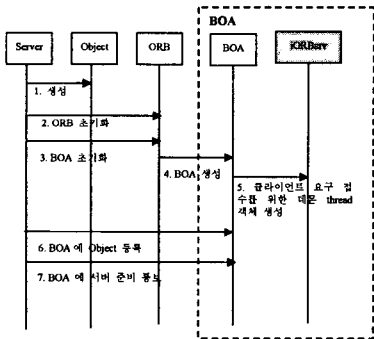 BOA
Server
Object
ORB
BOA
iORBserv
1. 생성
2. ORB 초기화
3. BOA 초기화
4. BOA 생성
5. 클라이언트 요구 접
수를 위한 데몬 thread
객체 생성
6. BOA 에 Object 등록
7. BOA 에 서버 준비 통보